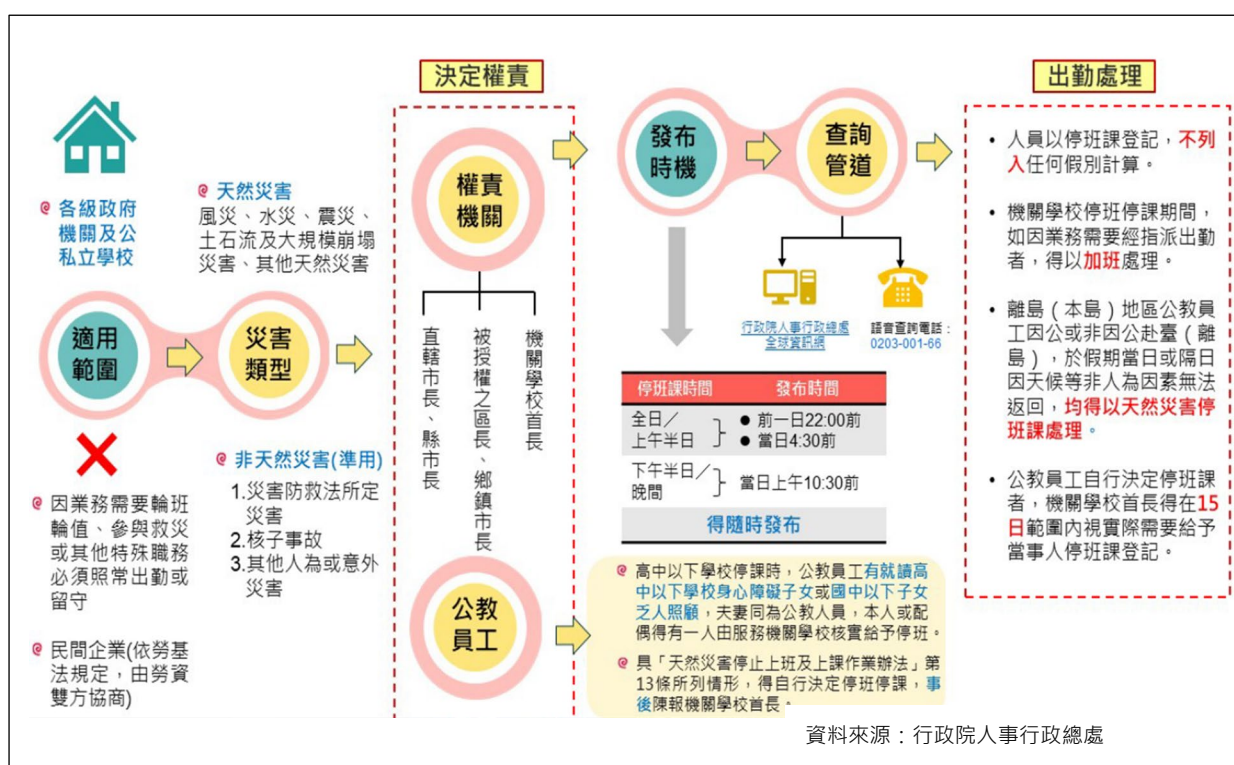 決定權責
出勤處理
各級政府
機關及公
私立學校
天然災害
風災、水災、震災、
土石流及大規模崩塌
災害、其他天然災害
適用
範圍
災害
類型
因業務需要輪班
輪值、參與救災
或其他特殊職務
必須照常出勤或
留守
民間企業(依勞基
法規定，由勞資
雙方協商)
非天然災害(準用)
1.災害防救法所定
災害
2.核子事故
3.其他人為或意外
災害
權責
機關
直轄市長、縣市長
被授權之區長、鄉鎮市長
機關學校首長
公教
員工
發布
時機
查詢
管道
行政院人事行政總處
全球資訊網
語音查詢電話：
0203-001-66
停班課時間 發布時間
全日／
上午半日
● 前一日22:00前
● 當日4:30前
下午半日／
晚間
當日上午10:30前
得隨時發布
高中以下學校停課時，公教員工有就讀高
中以下學校身心障礙子女或國中以下子女
乏人照顧，夫妻同為公教人員，本人或配
偶得有一人由服務機關學校核實給予停班。
具「天然災害停止上班及上課作業辦法」第
13條所列情形，得自行決定停班停課，事
後陳報機關學校首長。
• 人員以停班課登記，不列
入任何假別計算。
• 機關學校停班停課期間，
如因業務需要經指派出勤
者，得以加班處理。
• 離島（本島）地區公教員
工因公或非因公赴臺（離
島），於假期當日或隔日
因天候等非人為因素無法
返回，均得以天然災害停
班課處理。
• 公教員工自行決定停班課
者，機關學校首長得在15
日範圍內視實際需要給予
當事人停班課登記。
資料來源：行政院人事行政總處